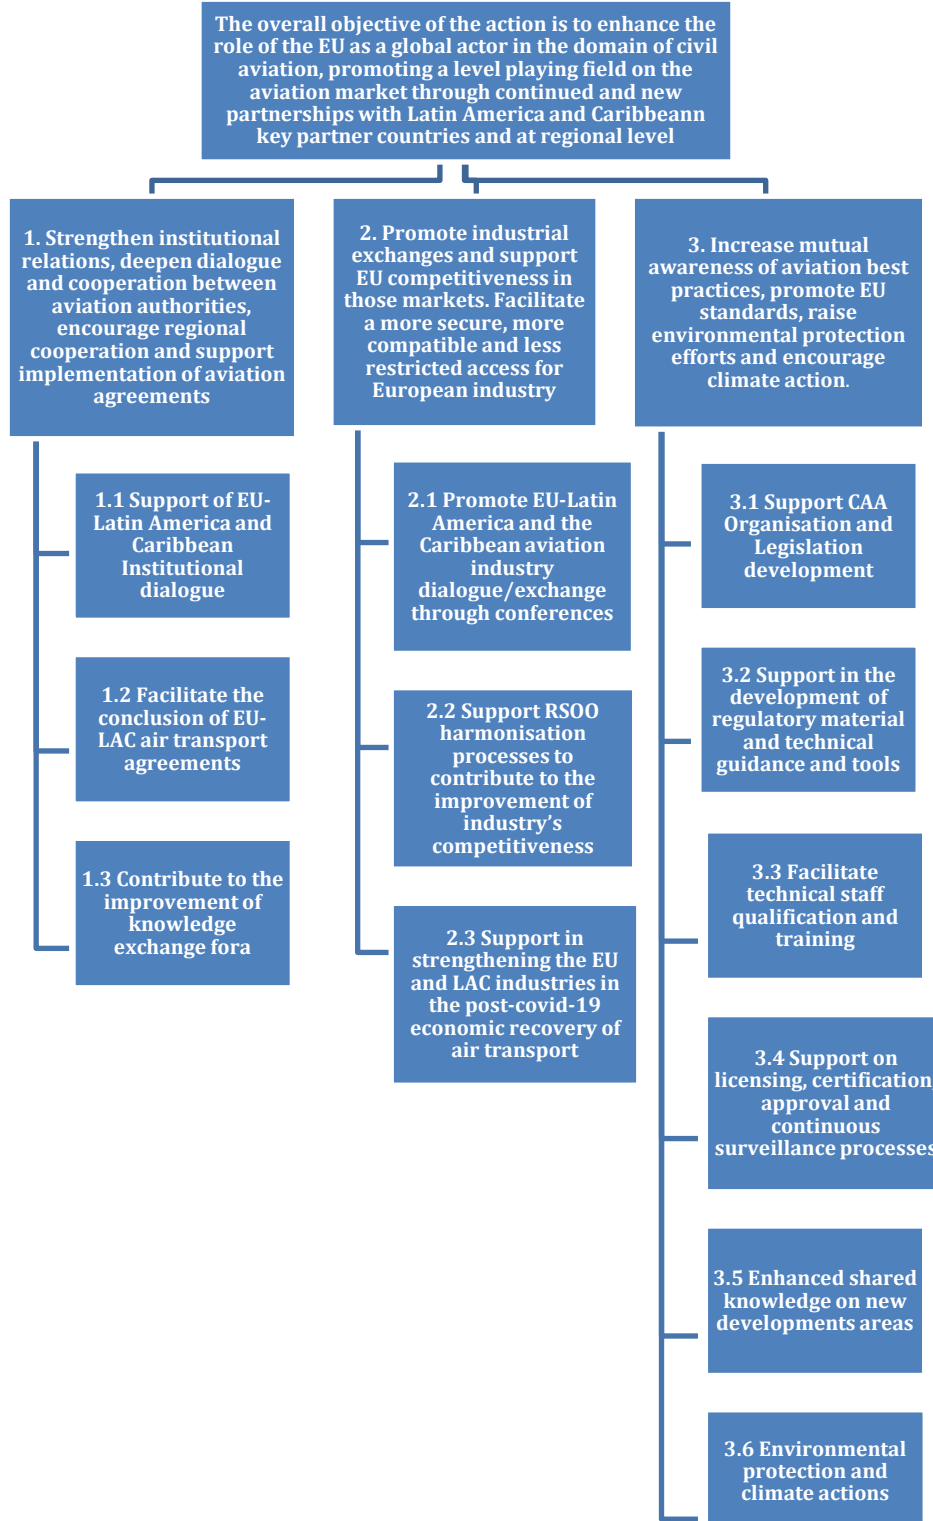 The overall objective of the action is to enhance the
role of the EU as a global actor in the domain of civil
aviation, promoting a level playing field on the
aviation market through continued and new
partnerships with Latin America and Caribbeann
key partner countries and at regional level
1. Strengthen institutional
relations, deepen dialogue
and cooperation between
aviation authorities,
encourage regional
cooperation and support
implementation of aviation
agreements
1.1 Support of EU-
Latin America and
Caribbean
Institutional
dialogue
1.2 Facilitate the
conclusion of EU-
LAC air transport
agreements
1.3 Contribute to the
improvement of
knowledge
exchange fora
2. Promote industrial
exchanges and support
EU competitiveness in
those markets. Facilitate
a more secure, more
compatible and less
restricted access for
European industry
2.1 Promote EU-Latin
America and the
Caribbean aviation
industry
dialogue/exchange
through conferences
2.2 Support RSOO
harmonisation
processes to
contribute to the
improvement of
industry’s
competitiveness
2.3 Support in
strengthening the EU
and LAC industries in
the post-covid-19
economic recovery of
air transport
3. Increase mutual
awareness of aviation best
practices, promote EU
standards, raise
environmental protection
efforts and encourage
climate action.
3.1 Support CAA
Organisation and
Legislation
development
3.2 Support in the
development of
regulatory material
and technical
guidance and tools
3.3 Facilitate
technical staff
qualification and
training
3.4 Support on
licensing, certification,
approval and
continuous
surveillance processes
3.5 Enhanced shared
knowledge on new
developments areas
3.6 Environmental
protection and
climate actions